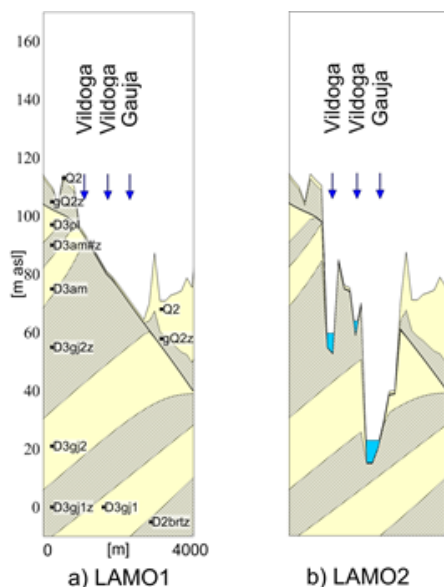 160
140
120
100
80
60
40
20
0
[m asl]
Vildoga
Vildoga
Gauja
Q2
gQ2z
D3pl
D3am#z
D3am
D3gj2z
Q2
gQ2z
D3gj2
D3gj1z
D3gj1
D2brtz
0
[m]
4000
a) LAMO1
Vildoga
Vildoga
Gauja
b) LAMO2